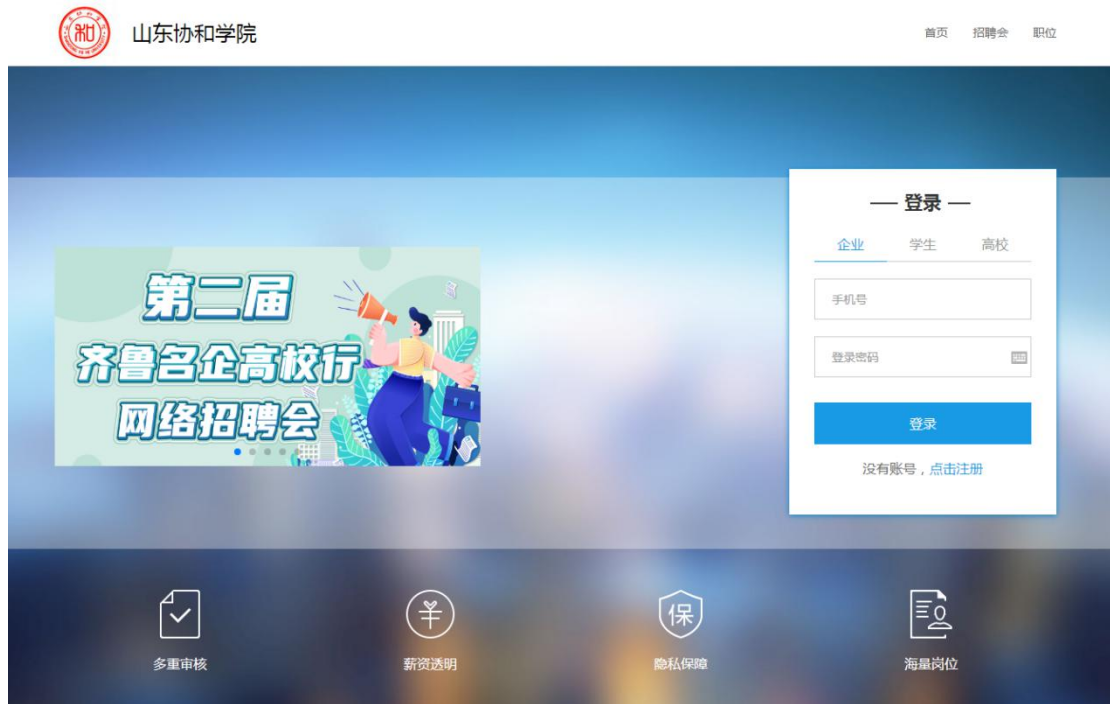 山东协和学院
首页 招聘会 职位
登录
企业 学生 高校
手机号
登录密码
登录
没有账号，点击注册
第二届
齐鲁名企高校行
网络招聘会
和
保
多重审核
薪资透明
隐私保障
海量岗位